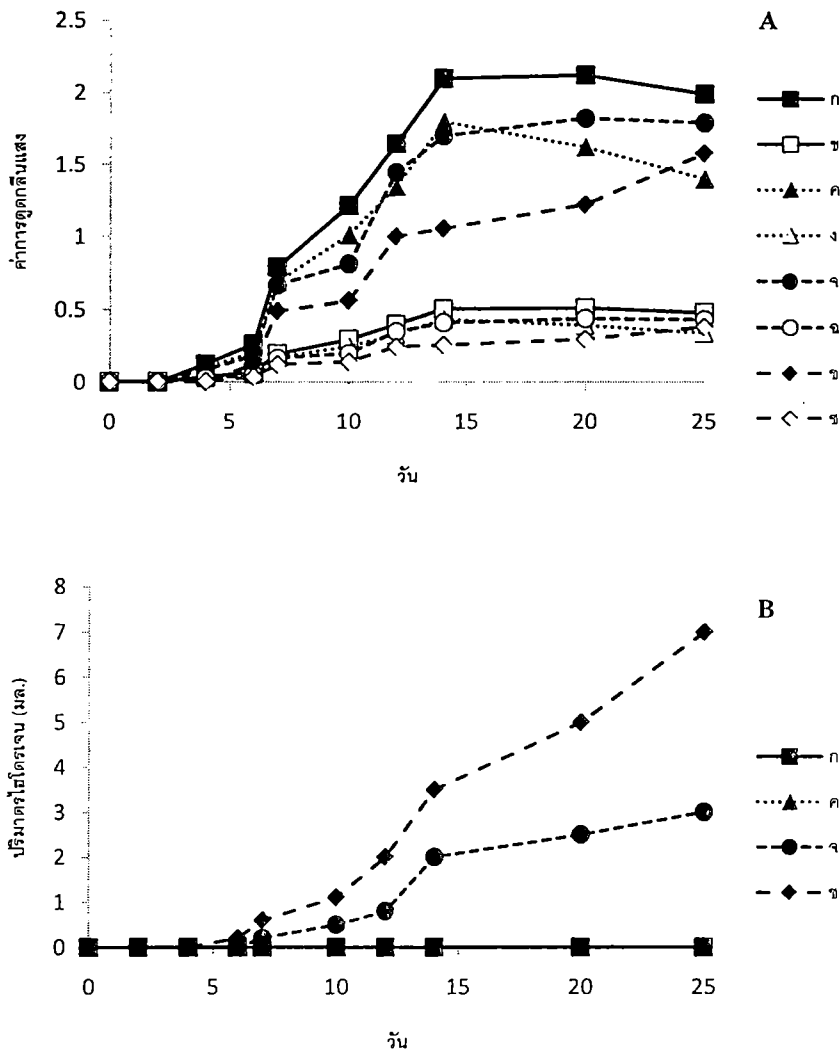 A
2.5
2
1.5
1
0.5
0
0 5 10 15 20 25
ค่าการดูดกลืนแสง
วัน
ก
ข
ค
ง
จ
ฉ
ช
ซ
B
8
7
6
5
4
3
2
1
0
0 5 10 15 20 25
ปริมาตรไฮโดรเจน (มล.)
วัน
ก
ค
จ
ช